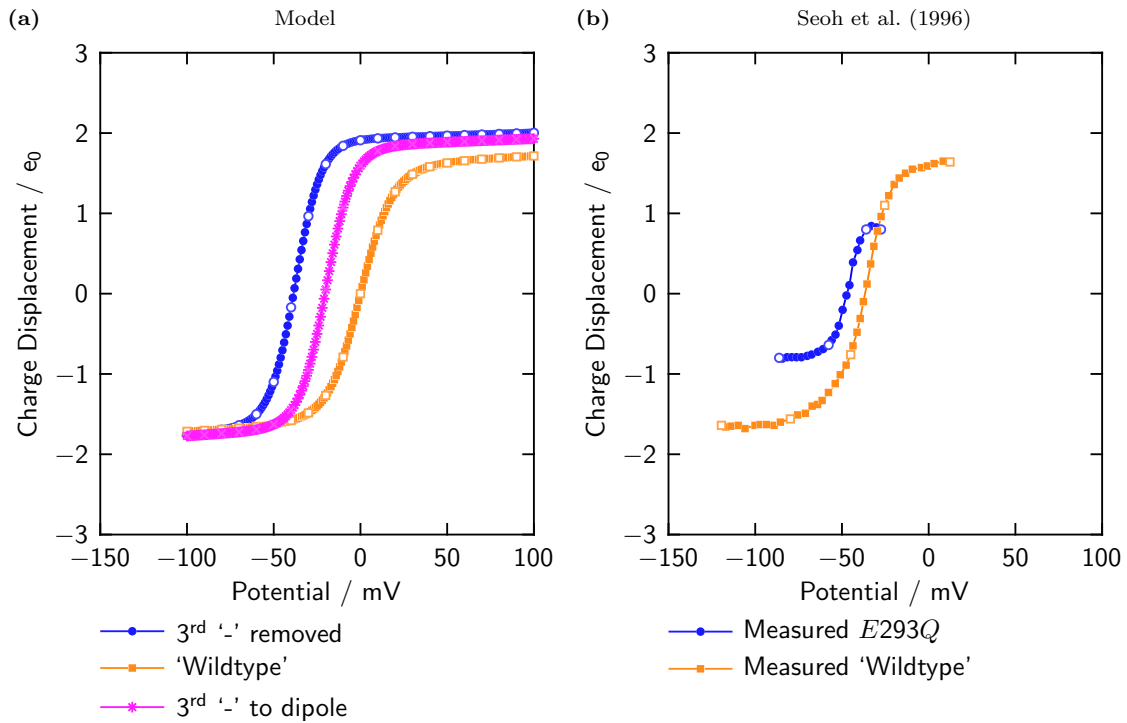 (a) Model
3
2
1
0
−1
−2
−3
Charge Displacement / e0
−150 −100 −50 0 50 100
Potential / mV
3rd ‘-’ removed
‘Wildtype’
3rd ‘-’ to dipole
(b) Seoh et al. (1996)
3
2
1
0
−1
−2
−3
Charge Displacement / e0
−150 −100 −50 0 50 100
Potential / mV
Measured E293Q
Measured ‘Wildtype’